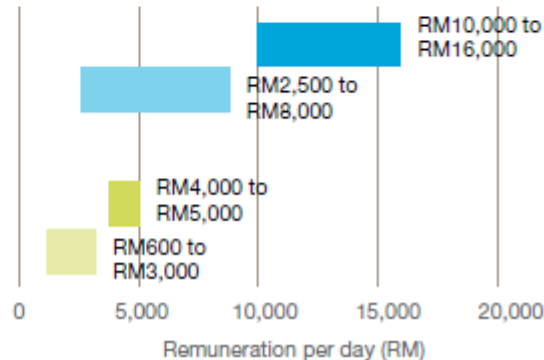 RM10,000 to
RM16,000
RM2,500 to
RM8,000
RM4,000 to
RM5,000
RM600 to
RM3,000
0 5,000 10,000 15,000 20,000
Remuneration per day (RM)